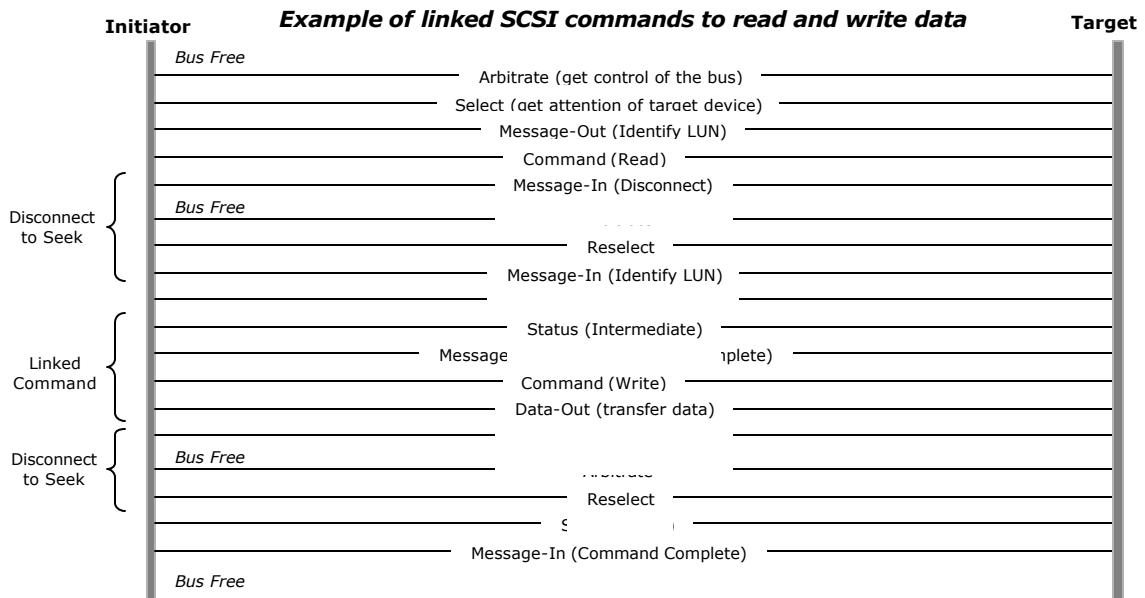 Example of linked SCSI commands to read and write data
Initiator
Target
Bus Free
Arbitrate (get control of the bus)
Select (get attention of target device)
Message-Out (Identify LUN)
Command (Read)
Message-In (Disconnect)
Disconnect
to Seek
Bus Free
Reselect
Message-In (Identify LUN)
Status (Intermediate)
Linked
Command
Command (Write)
Data-Out (transfer data)
Disconnect
to Seek
Bus Free
Reselect
Message-In (Command Complete)
Bus Free